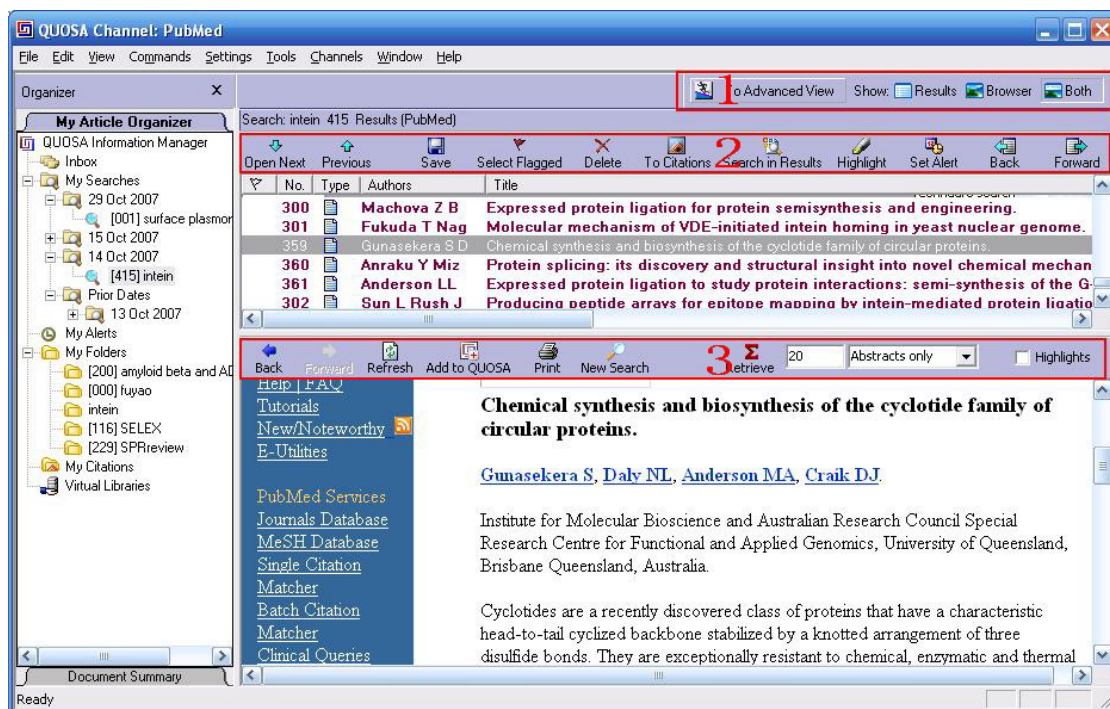 QUOSA Channel: PubMed
File Edit View Commands Settings Tools Channels Window Help
Organizer X
1
To Advanced View Show: Results Browser Both
My Article Organizer
QUOSA Information Manager
Inbox
My Searches
29 Oct 2007
[001] surface plasmor
15 Oct 2007
14 Oct 2007
[415] intein
Prior Dates
13 Oct 2007
My Alerts
My Folders
[200] amyloid beta and AD
[000] fuyao
intein
[116] SELEX
[229] SPRreview
My Citations
Virtual Libraries
Document Summary
Search: intein 415 Results (PubMed)
2
Open Next Previous Save Select Flagged Delete To Citations Search in Results Highlight Set Alert Back Forward
No. Type Authors Title
300 Machova Z B Expressed protein ligation for protein semisynthesis and engineering.
301 Fukuda T Nag Molecular mechanism of VDE-initiated intein homing in yeast nuclear genome.
359 Gunasekera S D Chemical synthesis and biosynthesis of the cyclotide family of circular proteins.
360 Anraku Y Miz Protein splicing: its discovery and structural insight into novel chemical mechan
361 Anderson LL Expressed protein ligation to study protein interactions: semi-synthesis of the G-
302 Sun L Rush J Producing peptide arrays for epitope mapping by intein-mediated protein ligatio
3
Back Forward Refresh Add to QUOSA Print New Search Retrieve 20 Abstracts only Highlights
Help | FAQ
Tutorials
New/Noteworthy
E-Utilities
PubMed Services
Journals Database
MeSH Database
Single Citation
Matcher
Batch Citation
Matcher
Clinical Queries
Chemical synthesis and biosynthesis of the cyclotide family of
circular proteins.
Gunasekera S, Daly NL, Anderson MA, Craik DJ.
Institute for Molecular Bioscience and Australian Research Council Special
Research Centre for Functional and Applied Genomics, University of Queensland,
Brisbane Queensland, Australia.
Cyclotides are a recently discovered class of proteins that have a characteristic
head-to-tail cyclized backbone stabilized by a knotted arrangement of three
disulfide bonds. They are exceptionally resistant to chemical, enzymatic and thermal
Ready